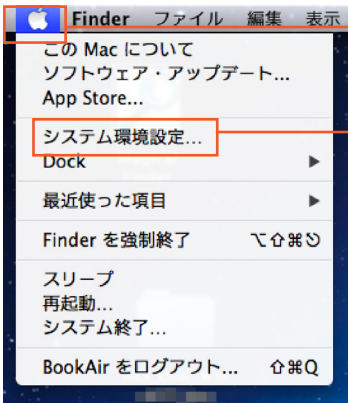 Finder ファイル 編集 表示
この Mac について
ソフトウェア・アップデート...
App Store...
システム環境設定...
Dock ▶
最近使った項目 ▶
Finder を強制終了 ⌥⇧⌘⎋
スリープ
再起動...
システム終了...
BookAir をログアウト... ⇧⌘Q